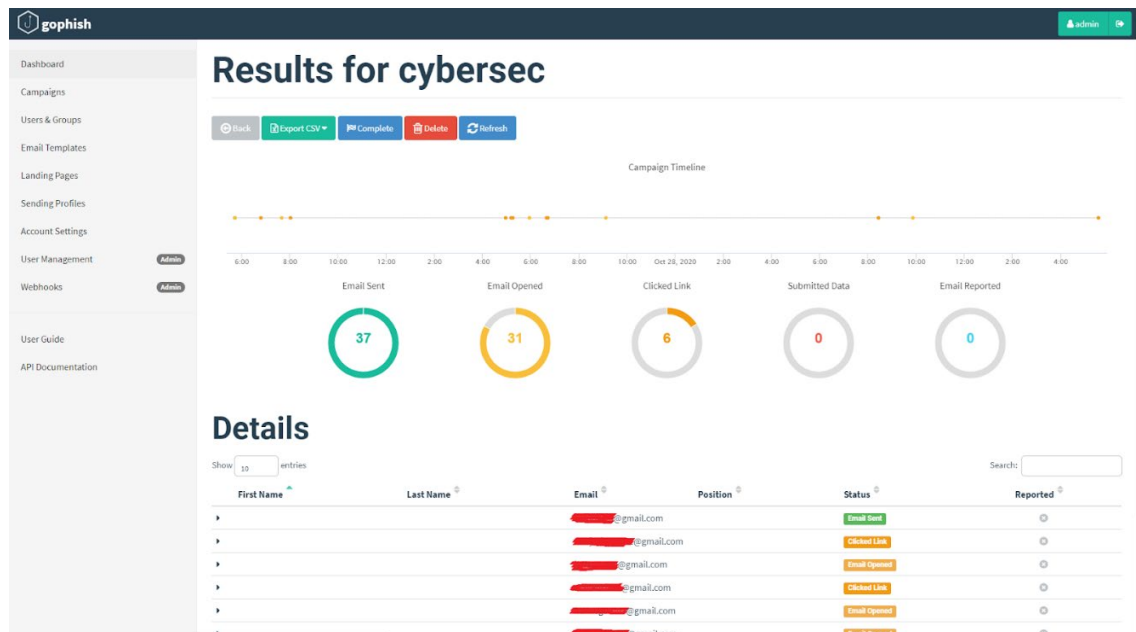 gophish
admin
Dashboard
Campaigns
Users & Groups
Email Templates
Landing Pages
Sending Profiles
Account Settings
User Management Admin
Webhooks Admin
User Guide
API Documentation
Results for cybersec
Back Export CSV Complete Delete Refresh
Campaign Timeline
6:00 8:00 10:00 12:00 2:00 4:00 6:00 8:00 10:00 Oct 28, 2020 2:00 4:00 6:00 8:00 10:00 12:00 2:00 4:00
Email Sent Email Opened Clicked Link Submitted Data Email Reported
37 31 6 0 0
Details
Show 10 entries Search:
First Name Last Name Email Position Status Reported
@gmail.com Email Sent
@gmail.com Clicked Link
@gmail.com Email Opened
@gmail.com Clicked Link
@gmail.com Email Opened